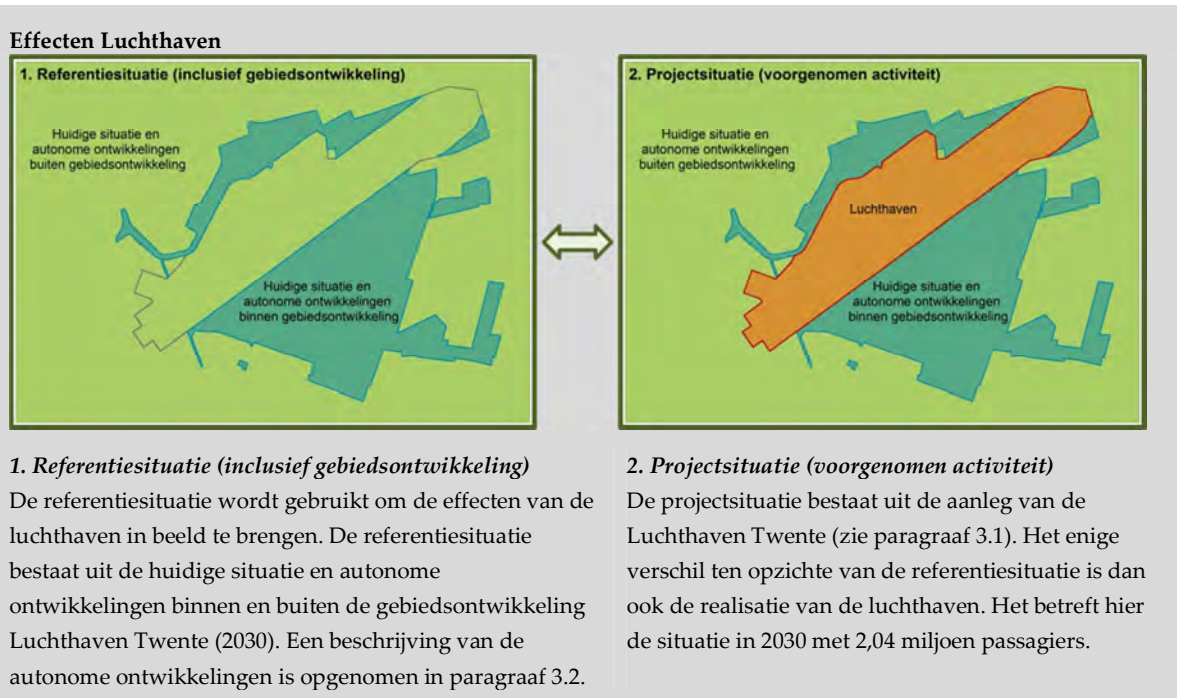 Effecten Luchthaven
1. Referentiesituatie (inclusief gebiedsontwikkeling)
Huidige situatie en
autonome ontwikkelingen
buiten gebiedsontwikkeling
Huidige situatie en
autonome ontwikkelingen
binnen gebiedsontwikkeling
2. Projectsituatie (voorgenomen activiteit)
Huidige situatie en
autonome ontwikkelingen
buiten gebiedsontwikkeling
Luchthaven
Huidige situatie en
autonome ontwikkelingen
binnen gebiedsontwikkeling
1. Referentiesituatie (inclusief gebiedsontwikkeling)
De referentiesituatie wordt gebruikt om de effecten van de
luchthaven in beeld te brengen. De referentiesituatie
bestaat uit de huidige situatie en autonome
ontwikkelingen binnen en buiten de gebiedsontwikkeling
Luchthaven Twente (2030). Een beschrijving van de
autonome ontwikkelingen is opgenomen in paragraaf 3.2.
2. Projectsituatie (voorgenomen activiteit)
De projectsituatie bestaat uit de aanleg van de
Luchthaven Twente (zie paragraaf 3.1). Het enige
verschil ten opzichte van de referentiesituatie is dan
ook de realisatie van de luchthaven. Het betreft hier
de situatie in 2030 met 2,04 miljoen passagiers.